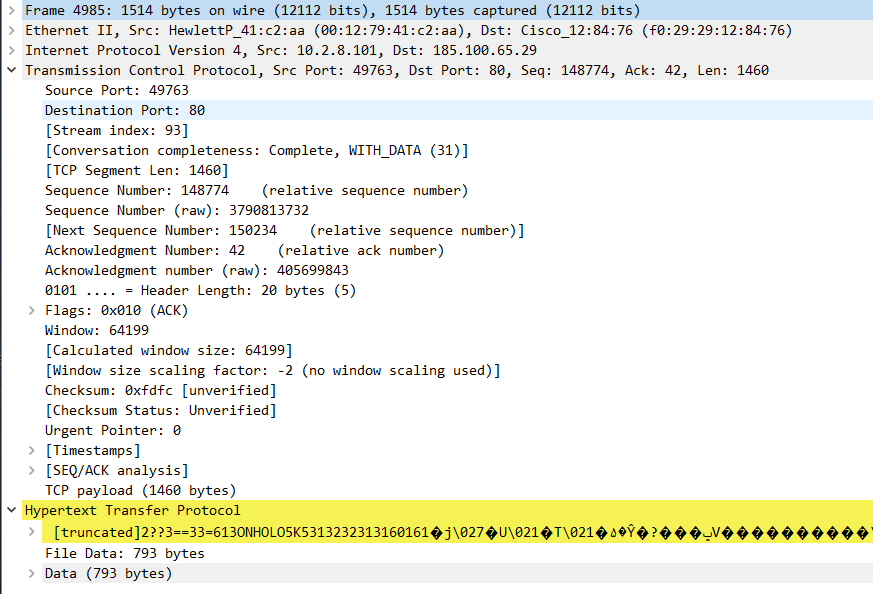 Frame 4985: 1514 bytes on wire (12112 bits), 1514 bytes captured (12112 bits)
Ethernet II, Src: HewlettP_41:c2:aa (00:12:79:41:c2:aa), Dst: Cisco_12:84:76 (f0:29:29:12:84:76)
Internet Protocol Version 4, Src: 10.2.8.101, Dst: 185.100.65.29
Transmission Control Protocol, Src Port: 49763, Dst Port: 80, Seq: 148774, Ack: 42, Len: 1460
Source Port: 49763
Destination Port: 80
[Stream index: 93]
[Conversation completeness: Complete, WITH_DATA (31)]
[TCP Segment Len: 1460]
Sequence Number: 148774    (relative sequence number)
Sequence Number (raw): 3790813732
[Next Sequence Number: 150234    (relative sequence number)]
Acknowledgment Number: 42    (relative ack number)
Acknowledgment number (raw): 405699843
0101 .... = Header Length: 20 bytes (5)
Flags: 0x010 (ACK)
Window: 64199
[Calculated window size: 64199]
[Window size scaling factor: -2 (no window scaling used)]
Checksum: 0xfdfc [unverified]
[Checksum Status: Unverified]
Urgent Pointer: 0
[Timestamps]
[SEQ/ACK analysis]
TCP payload (1460 bytes)
Hypertext Transfer Protocol
[truncated]2??3==33=613ONHOLO5K5313232313160161�j\027�U\021�T\021�
File Data: 793 bytes
Data (793 bytes)